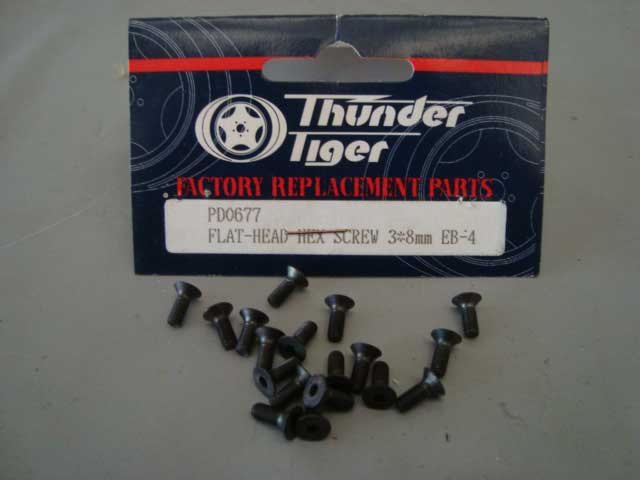 Thunder
Tiger
FACTORY REPLACEMENT PARTS
PD0677
FLAT-HEAD HEX SCREW 3*8mm EB-4